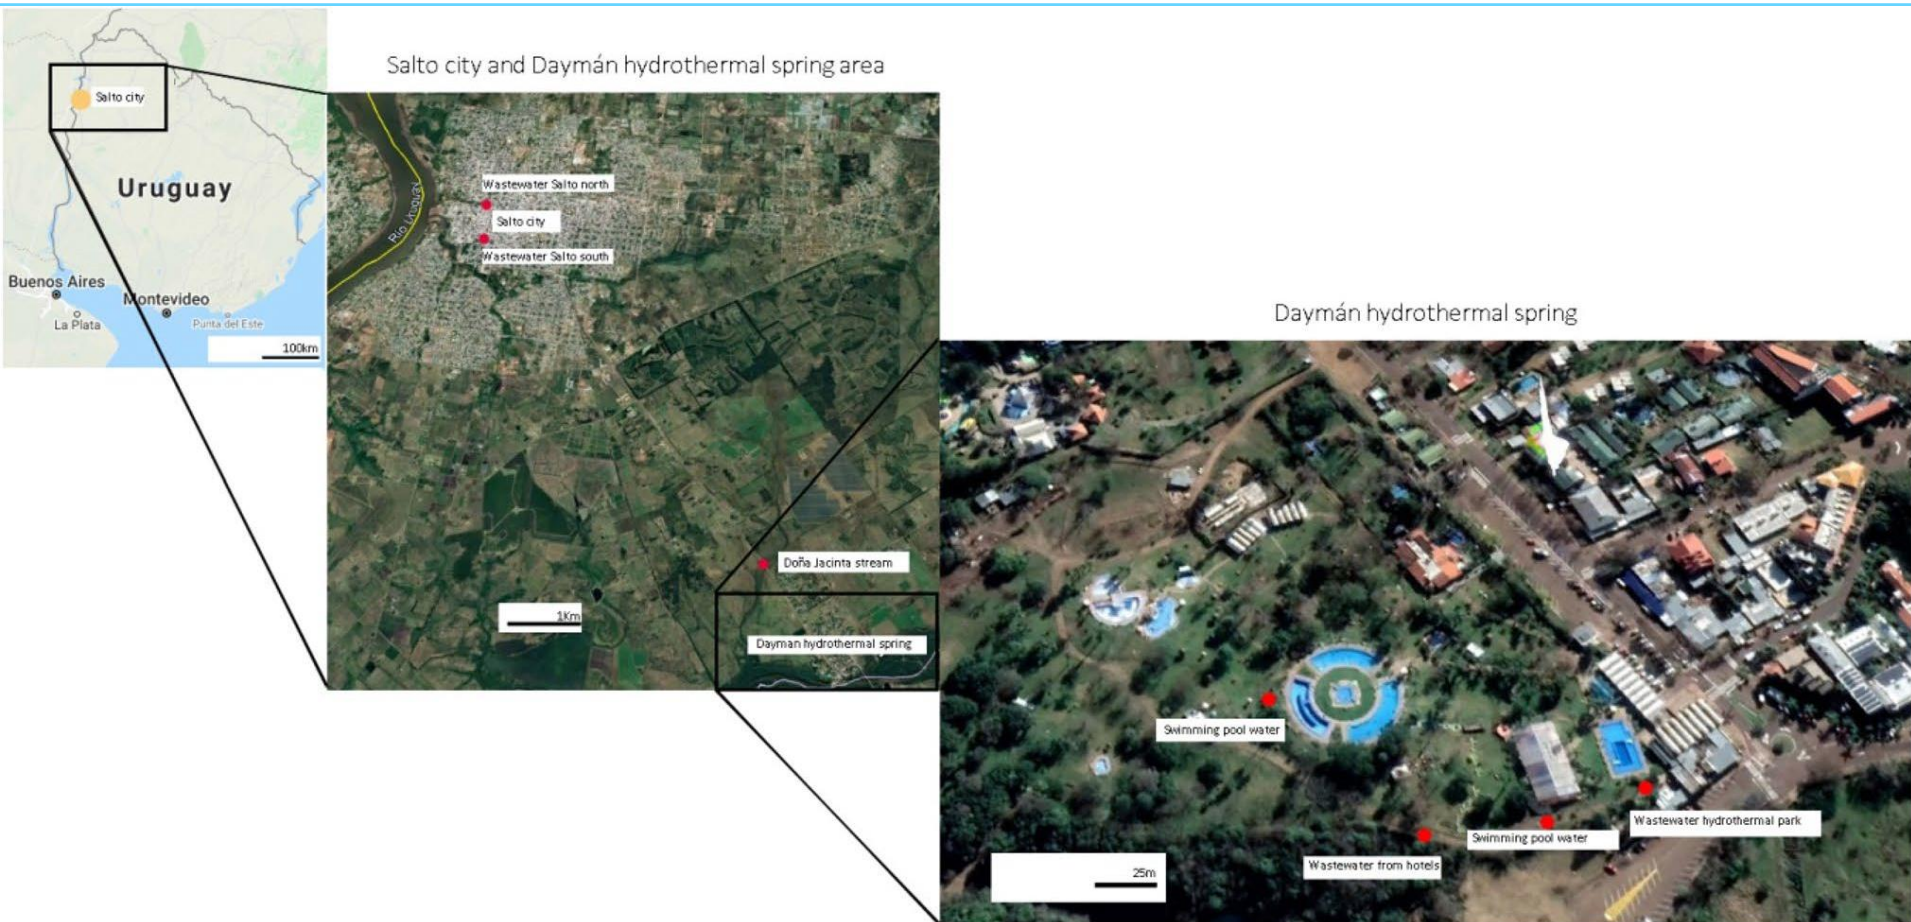 Salto city and Daymán hydrothermal spring area
Salto city
Uruguay
Buenos Aires
Montevideo
La Plata
Punta del Este
100km
Wastewater Salto north
Salto city
Wastewater Salto south
Río Uruguay
Doña Jacinta stream
1Km
Dayman hydrothermal spring
Daymán hydrothermal spring
Swimming pool water
Wastewater hydrothermal park
Swimming pool water
Wastewater from hotels
25m